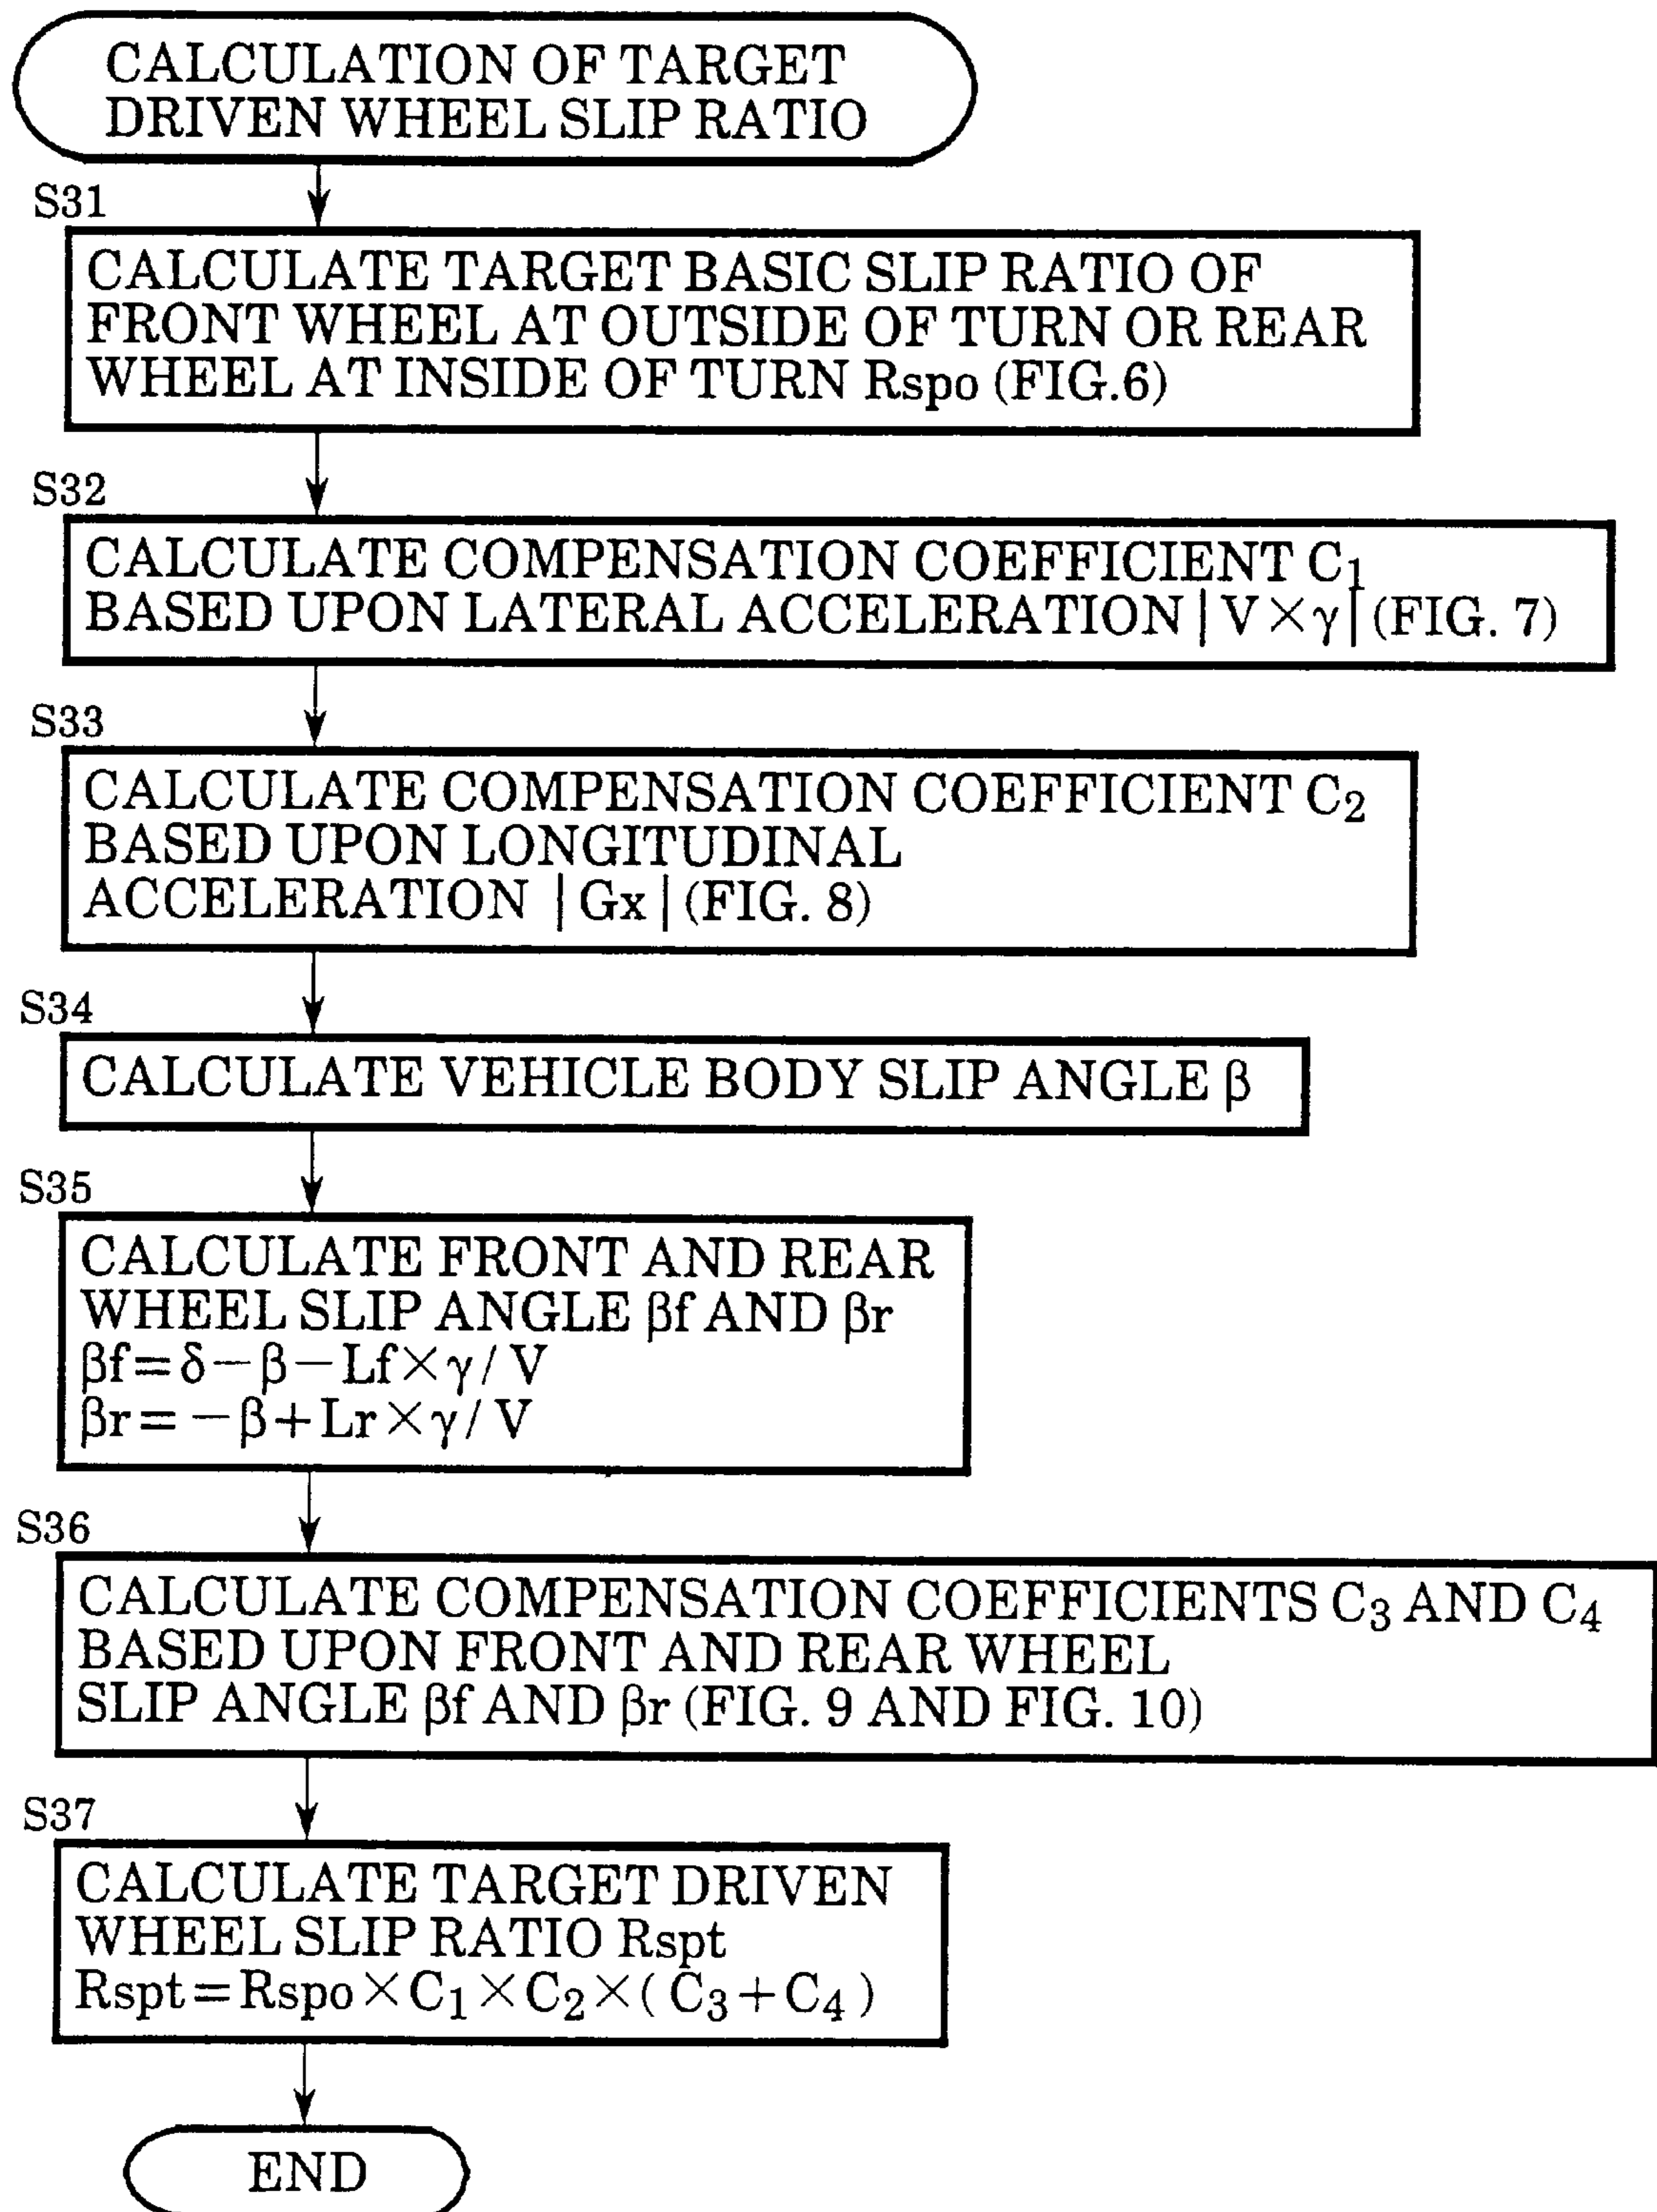 CALCULATION OF TARGET
DRIVEN WHEEL SLIP RATIO
S31
CALCULATE TARGET BASIC SLIP RATIO OF
FRONT WHEEL AT OUTSIDE OF TURN OR REAR
WHEEL AT INSIDE OF TURN Rspo (FIG.6)
S32
CALCULATE COMPENSATION COEFFICIENT C₁
BASED UPON LATERAL ACCELERATION | V×γ | (FIG. 7)
S33
CALCULATE COMPENSATION COEFFICIENT C₂
BASED UPON LONGITUDINAL
ACCELERATION | Gx | (FIG. 8)
S34
CALCULATE VEHICLE BODY SLIP ANGLE β
S35
CALCULATE FRONT AND REAR
WHEEL SLIP ANGLE βf AND βr
βf=δ−β−Lf×γ/V
βr=−β+Lr×γ/V
S36
CALCULATE COMPENSATION COEFFICIENTS C₃ AND C₄
BASED UPON FRONT AND REAR WHEEL
SLIP ANGLE βf AND βr (FIG. 9 AND FIG. 10)
S37
CALCULATE TARGET DRIVEN
WHEEL SLIP RATIO Rspt
Rspt=Rspo×C₁×C₂×( C₃+C₄ )
END